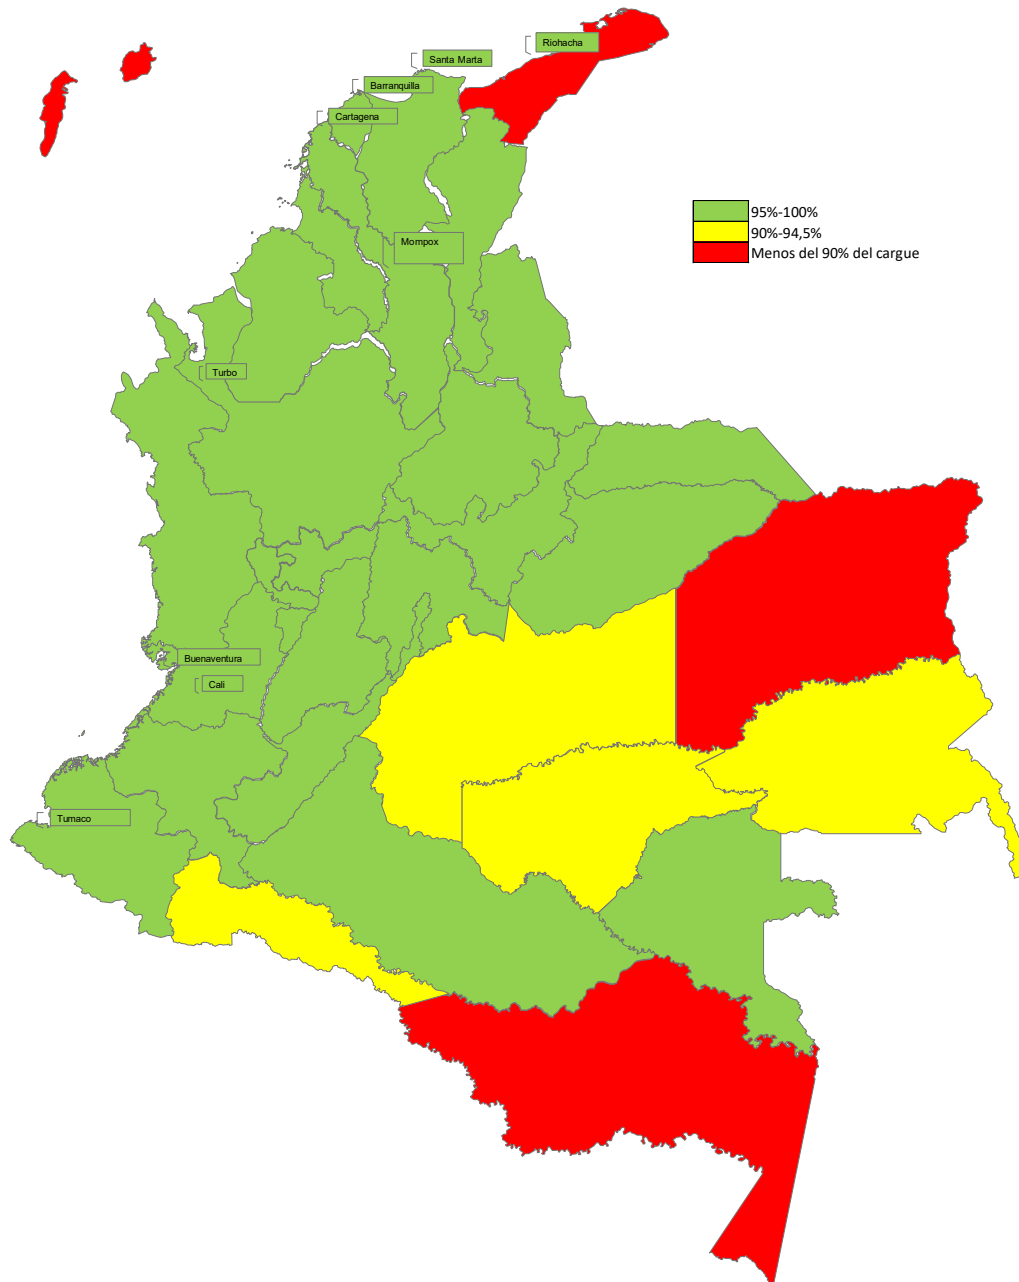 Riohacha
Santa Marta
Barranquilla
Cartagena
95%-100%
90%-94,5%
Menos del 90% del cargue
Mompox
Turbo
Buenaventura
Cali
Tumaco